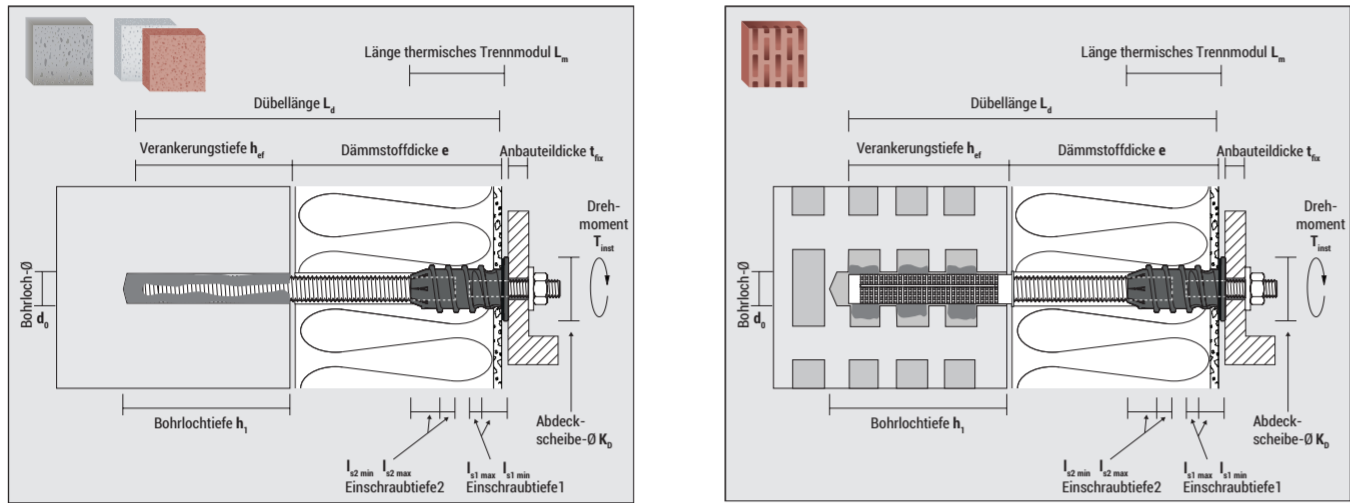 Länge thermisches Trennmodul Lm
Dübellänge Ld
Verankerungstiefe hef
Dämmstoffdicke e
Anbauteildicke tfix
Dreh-
moment
Tinst
Bohrloch-Ø
d0
Bohrlochtiefe h1
Abdeck-
scheibe-Ø KD
ls2 min ls2 max
Einschraubtiefe2
ls1 max ls1 min
Einschraubtiefe1
Länge thermisches Trennmodul Lm
Dübellänge Ld
Verankerungstiefe hef
Dämmstoffdicke e
Anbauteildicke tfix
Dreh-
moment
Tinst
Bohrloch-Ø
d0
Bohrlochtiefe h1
Abdeck-
scheibe-Ø KD
ls2 min ls2 max
Einschraubtiefe2
ls1 max ls1 min
Einschraubtiefe1